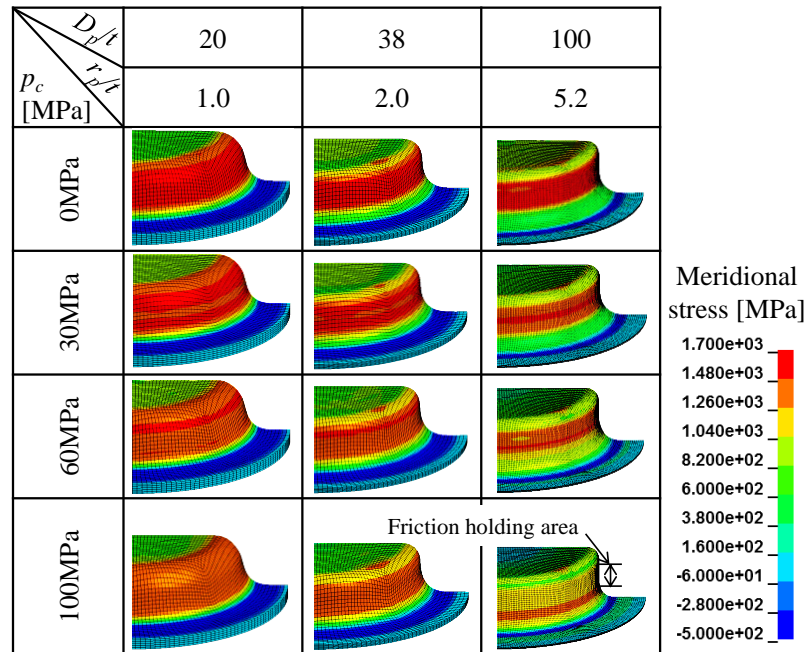 D_p/t
r_p/t
p_c
[MPa]
20
38
100
1.0
2.0
5.2
0MPa
30MPa
60MPa
100MPa
Friction holding area
Meridional
stress [MPa]
1.700e+03
1.480e+03
1.260e+03
1.040e+03
8.200e+02
6.000e+02
3.800e+02
1.600e+02
-6.000e+01
-2.800e+02
-5.000e+02